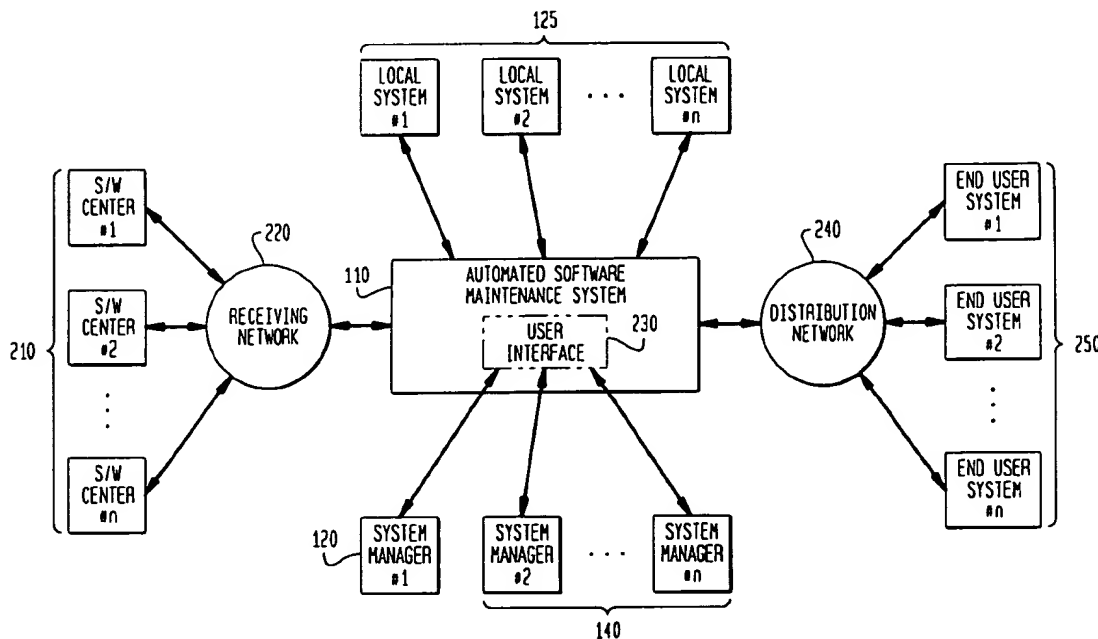 125
LOCAL
SYSTEM
#1
LOCAL
SYSTEM
#2
. . .
LOCAL
SYSTEM
#n
S/W
CENTER
#1
210
S/W
CENTER
#2
S/W
CENTER
#n
220
RECEIVING
NETWORK
110
AUTOMATED SOFTWARE
MAINTENANCE SYSTEM
USER
INTERFACE
230
240
DISTRIBUTION
NETWORK
END USER
SYSTEM
#1
END USER
SYSTEM
#2
250
END USER
SYSTEM
#n
120
SYSTEM
MANAGER
#1
SYSTEM
MANAGER
#2
. . .
SYSTEM
MANAGER
#n
140